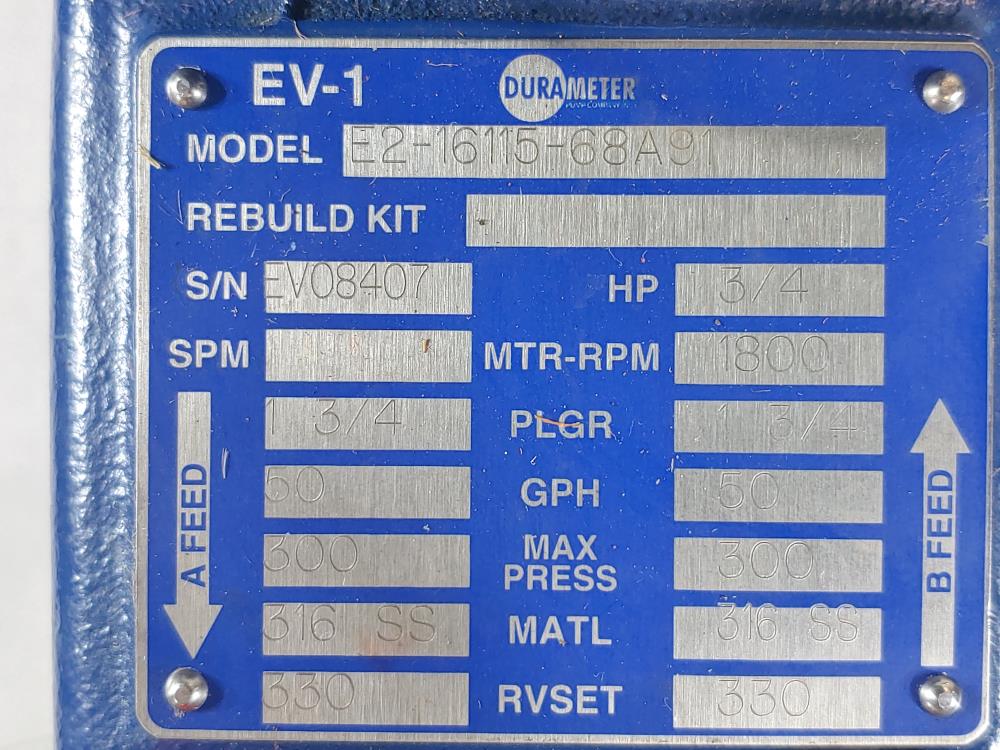 EV-1 DURAMETER
PUMP COMPANY
MODEL E2-16115-68A91
REBUILD KIT -
S/N EV08407 HP 3/4
SPM MTR-RPM 1800
1 3/4 PLGR 1 3/4
50 GPH 50
300 MAX PRESS 300
316 SS MATL 316 SS
330 RVSET 330
A FEED
B FEED